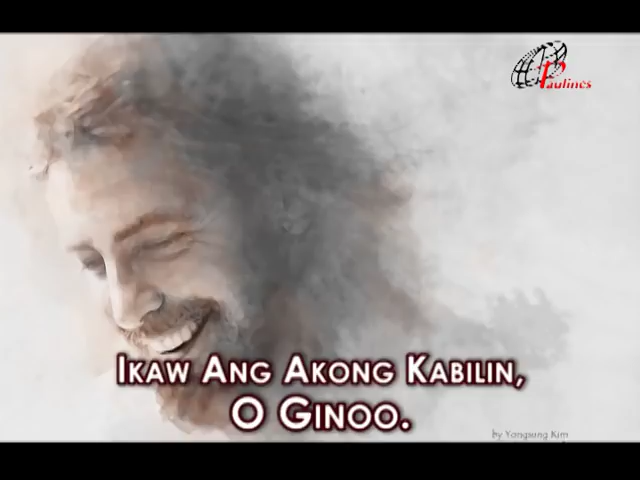 Paulines
IKAW ANG AKONG KABILIN,
O GINOO.
by Yongsung Kim